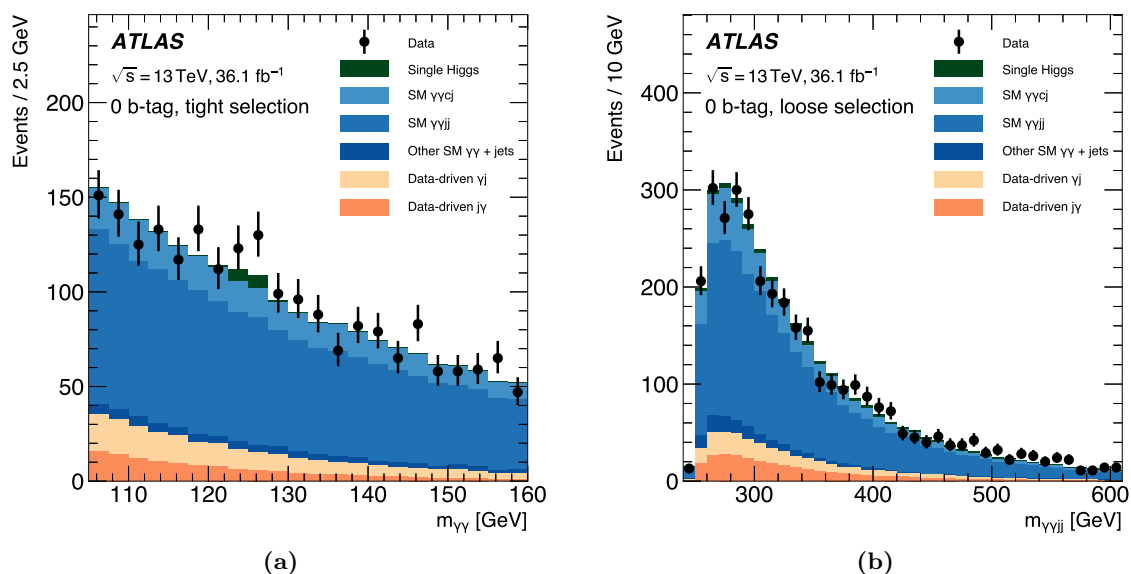 ATLAS
√s = 13 TeV, 36.1 fb⁻¹
0 b-tag, tight selection
Data
Single Higgs
SM γγcj
SM γγjj
Other SM γγ + jets
Data-driven γj
Data-driven jγ
Events / 2.5 GeV
200
150
100
50
0
110 120 130 140 150 160
m_γγ [GeV]
(a)
ATLAS
√s = 13 TeV, 36.1 fb⁻¹
0 b-tag, loose selection
Data
Single Higgs
SM γγcj
SM γγjj
Other SM γγ + jets
Data-driven γj
Data-driven jγ
Events / 10 GeV
400
300
200
100
0
300 400 500 600
m_γγjj [GeV]
(b)